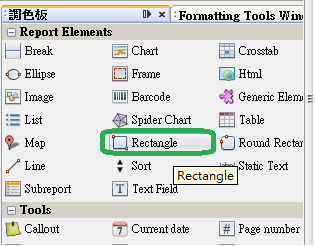 調色板
Formatting Tools Wind
Report Elements
Break Chart Crosstab
Ellipse Frame Html
Image Barcode Generic Elemen
List Spider Chart Table
Map Rectangle Round Rectar
Line Sort Static Text
Rectangle
Subreport Text Field
Tools
Callout Current date Page number